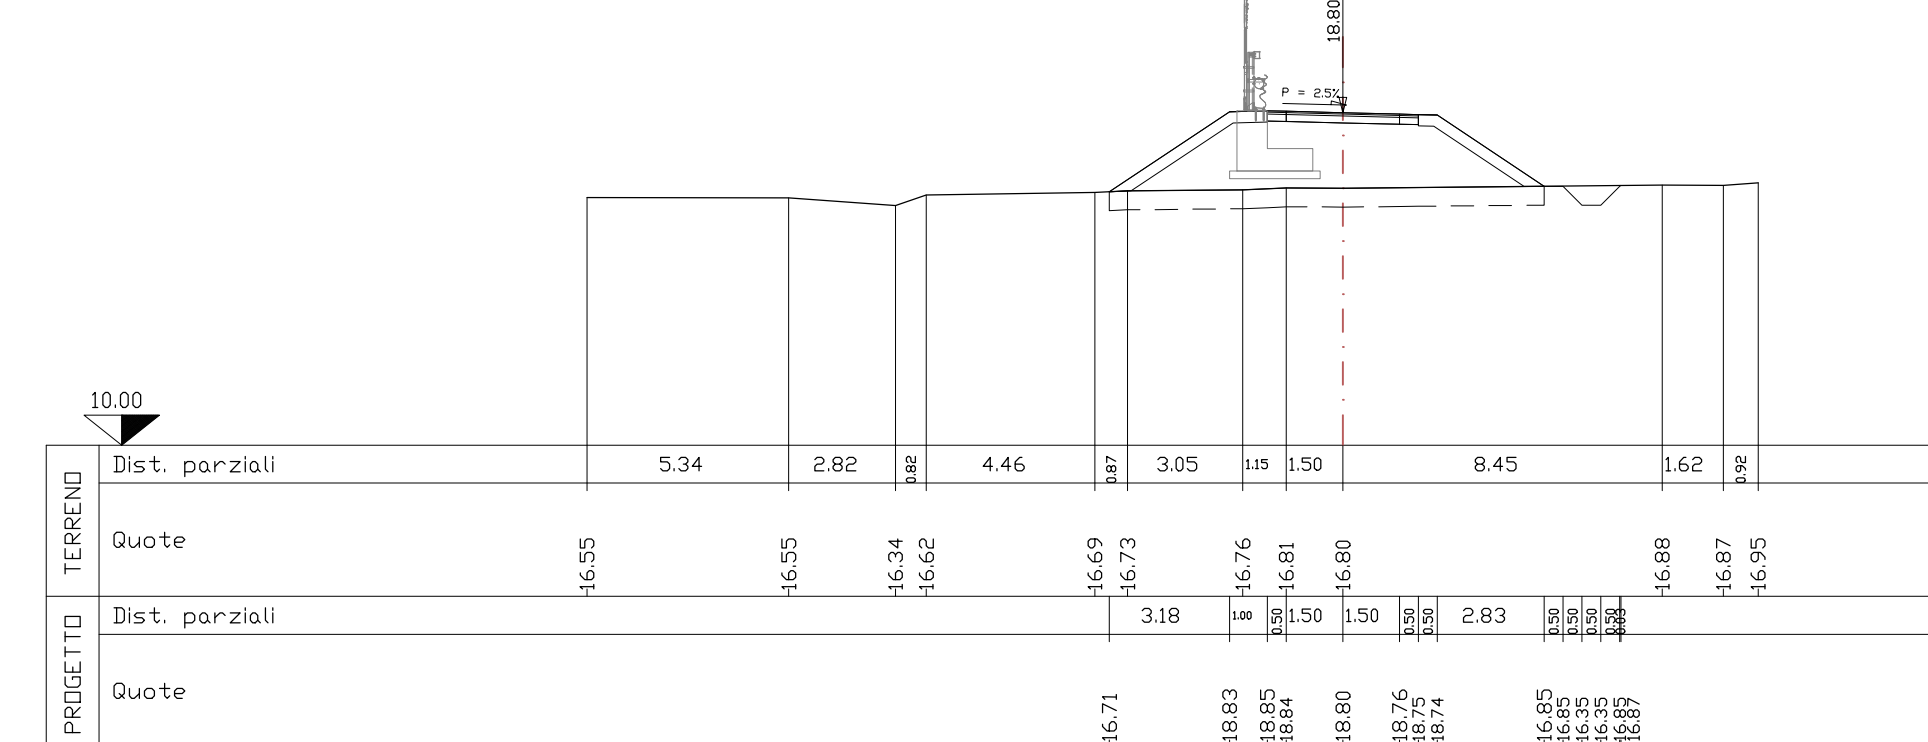 18.80
P = 2.5%
10.00
TERRENO
Dist. parziali 5.34 2.82 0.82 4.46 0.87 3.05 1.15 1.50 8.45 1.62 0.92
Quote 16.55 16.55 16.34 16.62 16.69 16.73 16.76 16.81 16.80 16.88 16.87 16.95
PROGETTO
Dist. parziali 3.18 1.00 0.50 1.50 1.50 0.50 0.50 2.83 0.50 0.50 0.50 0.50
Quote 16.71 18.83 18.85 18.84 18.80 18.76 18.75 18.74 16.85 16.85 16.35 16.35 16.85 16.87